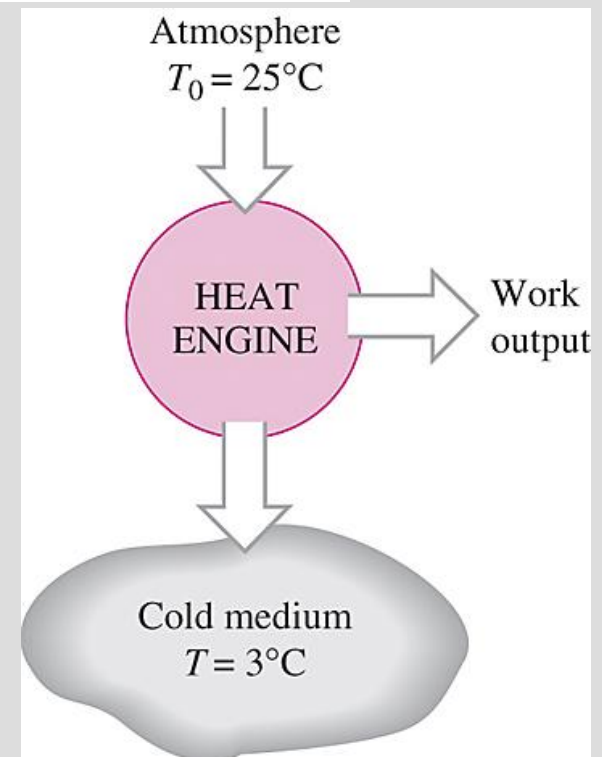 Atmosphere
T₀ = 25°C
HEAT
ENGINE
Work
output
Cold medium
T = 3°C